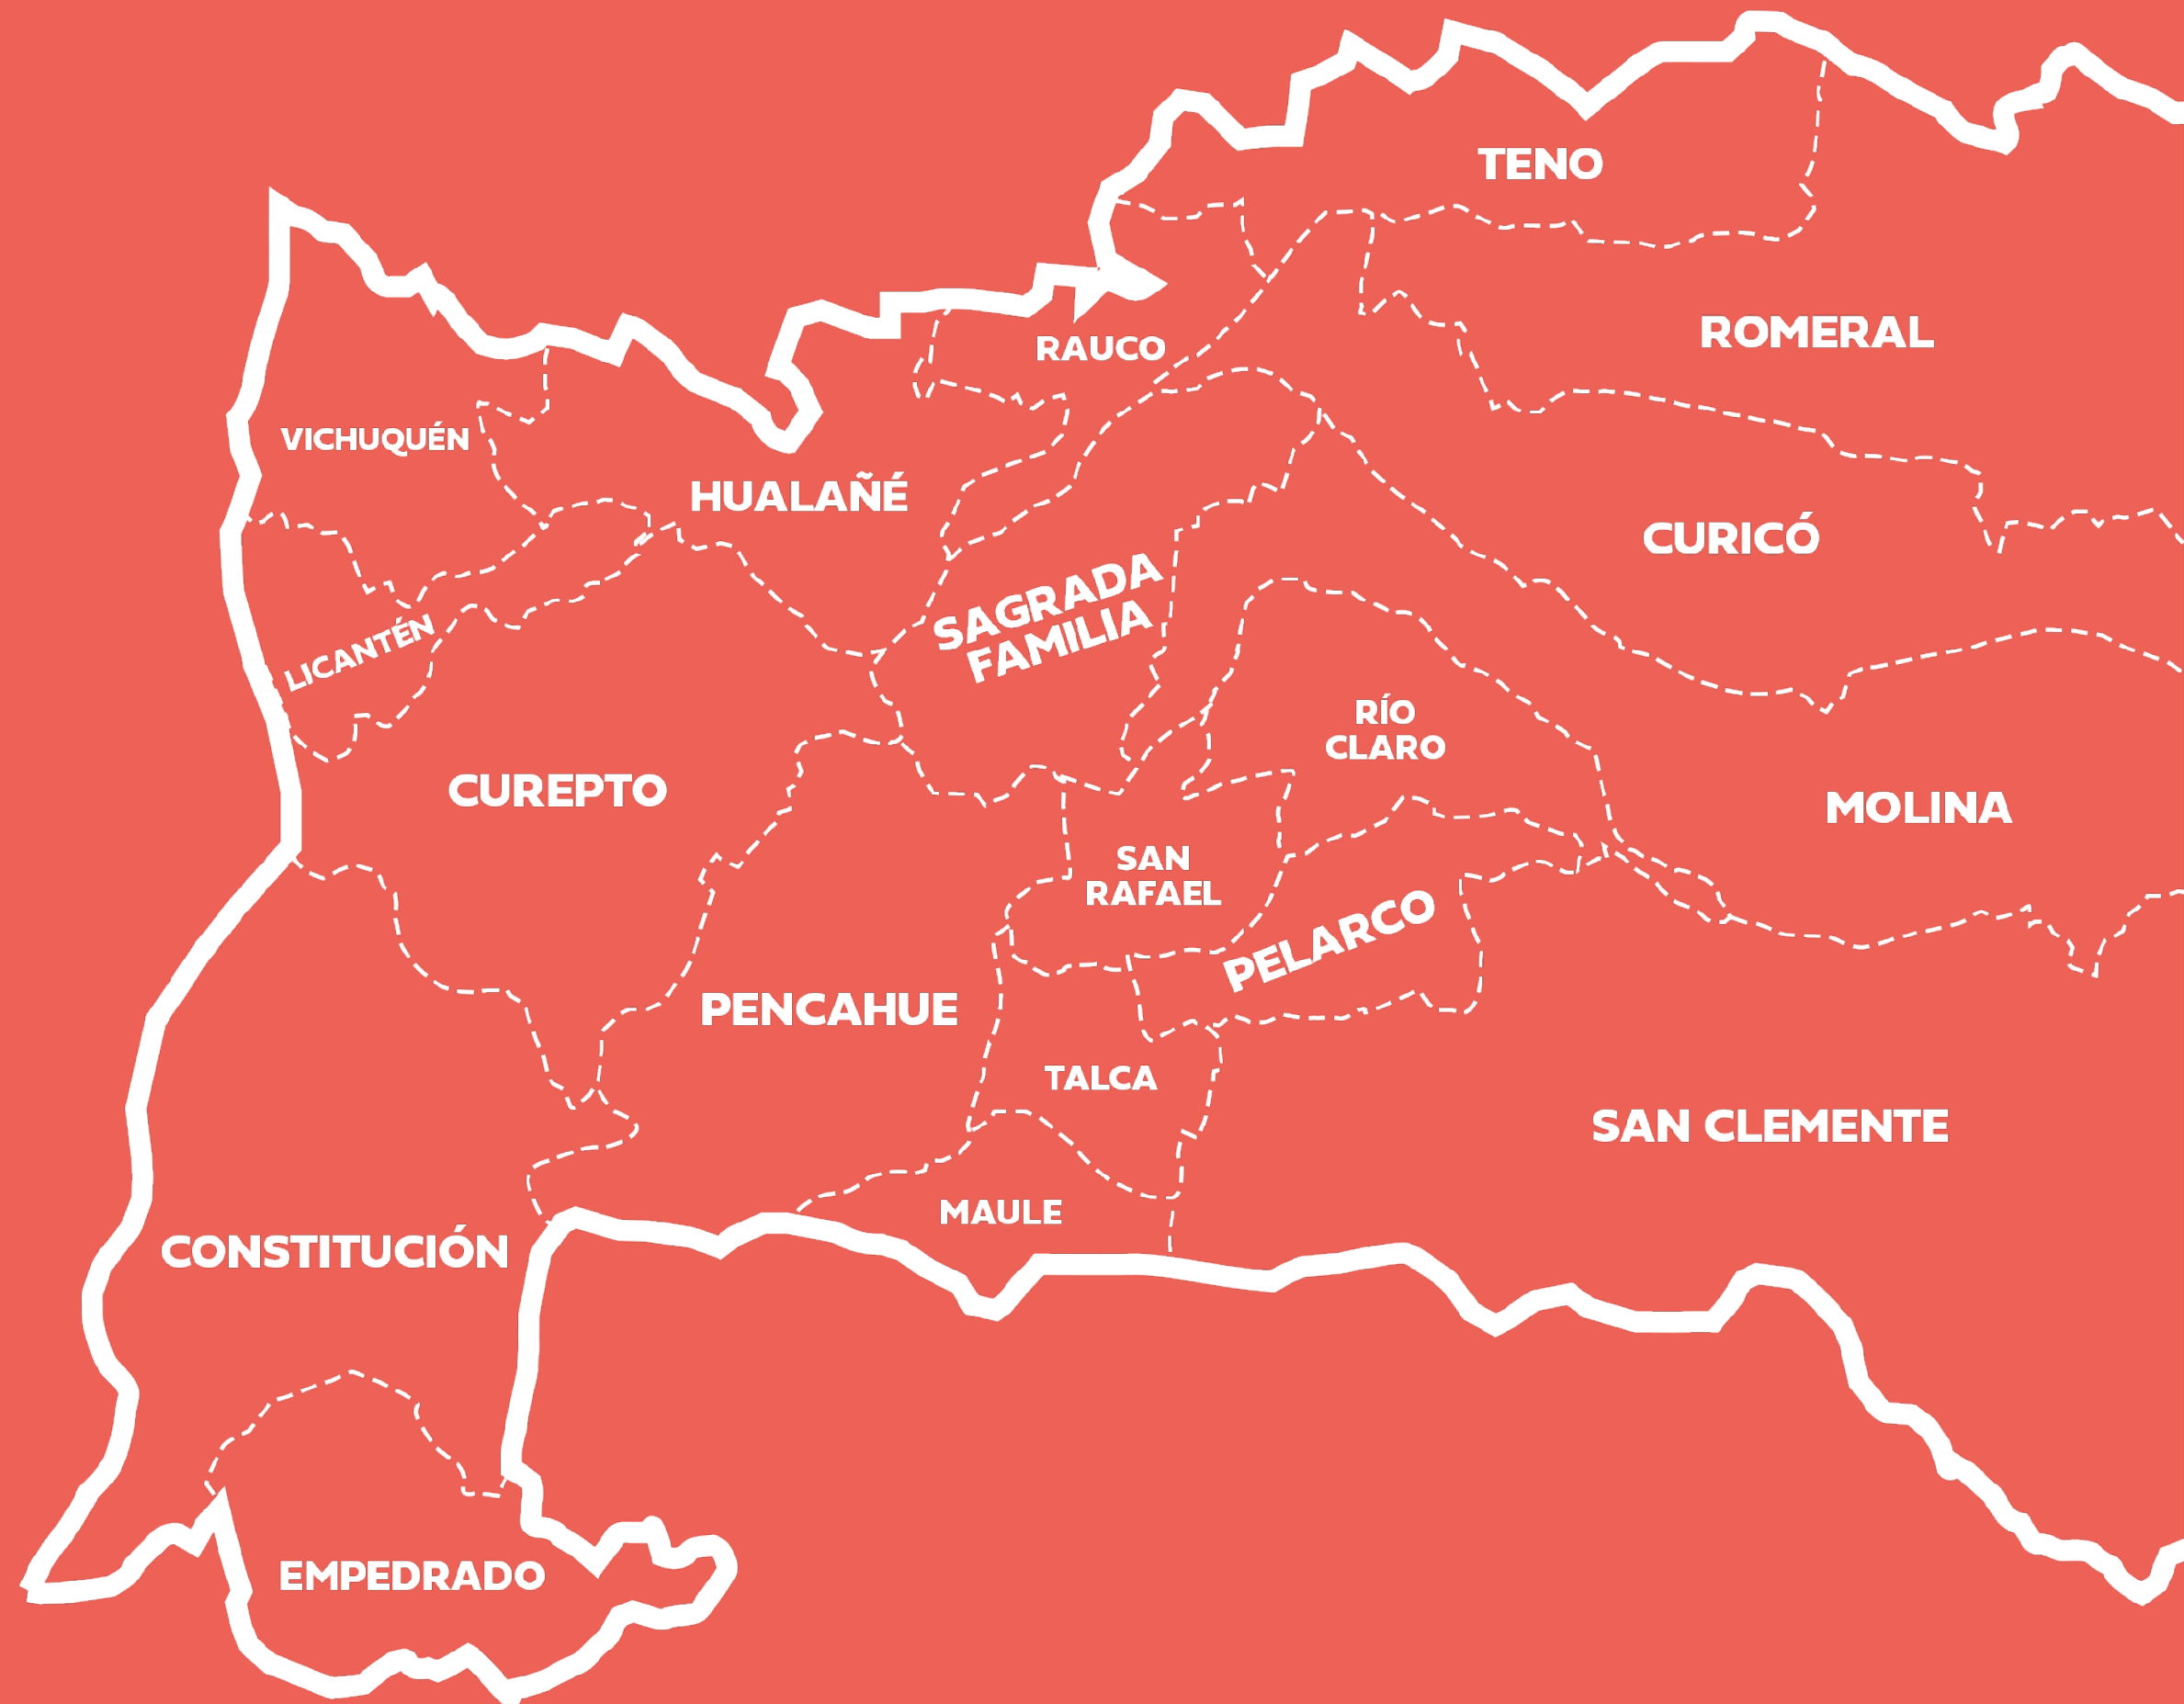 TENO
ROMERAL
RAUCO
VICHUQUÉN
HUALAÑÉ
CURICÓ
SAGRADA
FAMILIA
LICANTÉN
RÍO
CLARO
CUREPTO
MOLINA
SAN
RAFAEL
PELARCO
PENCAHUE
TALCA
SAN CLEMENTE
MAULE
CONSTITUCIÓN
EMPEDRADO